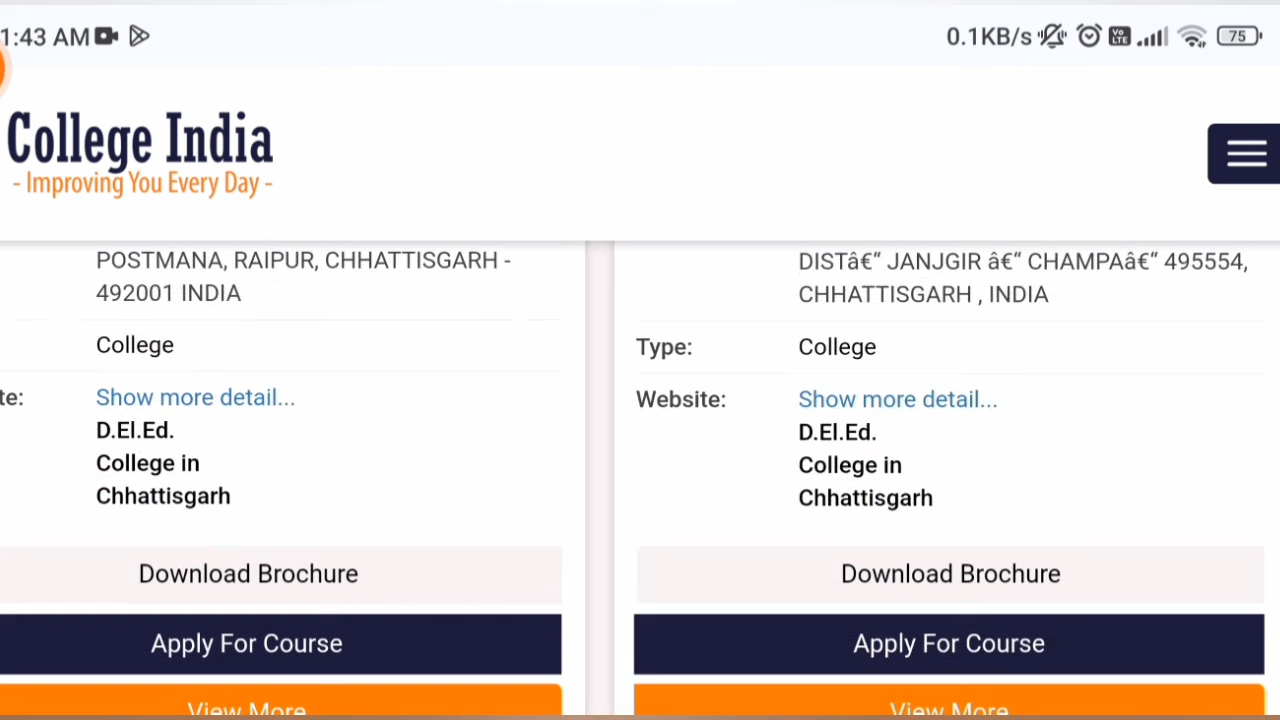 1:43 AM
0.1KB/s
Vo LTE
75
College India
- Improving You Every Day -
POSTMANA, RAIPUR, CHHATTISGARH -
492001 INDIA
College
te:
Show more detail...
D.El.Ed.
College in
Chhattisgarh
Download Brochure
Apply For Course
View More
DISTâ€“ JANJGIR â€“ CHAMPAâ€“ 495554,
CHHATTISGARH , INDIA
Type:
College
Website:
Show more detail...
D.El.Ed.
College in
Chhattisgarh
Download Brochure
Apply For Course
View More